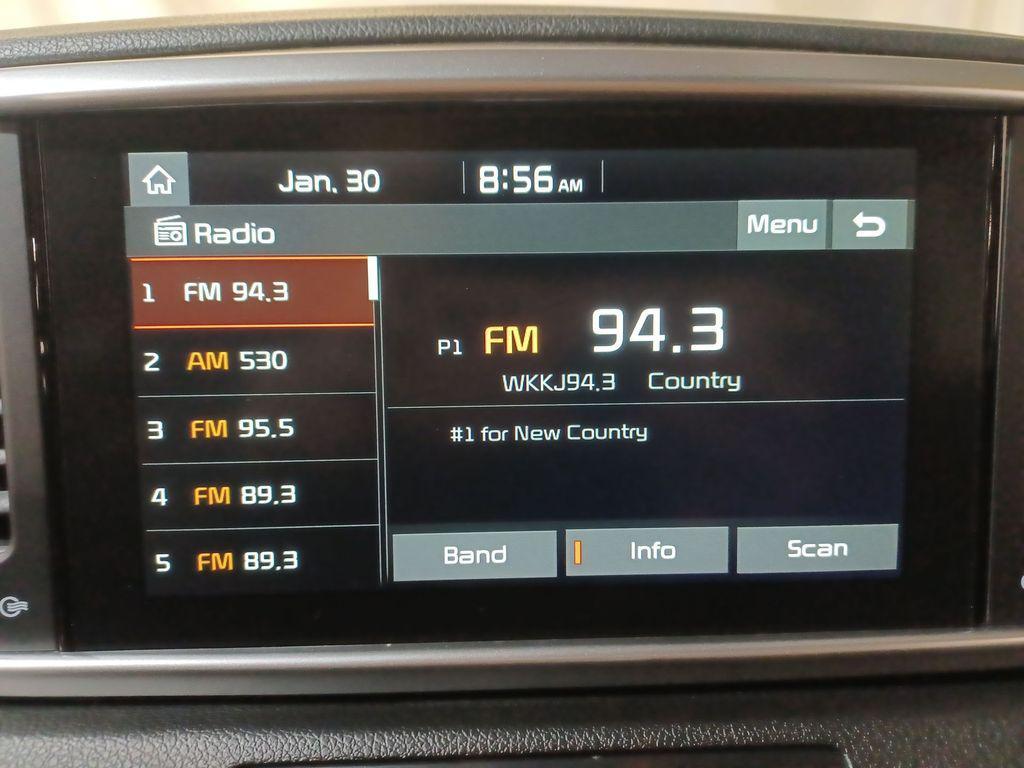 Jan. 30 8:56 AM
Radio Menu
1 FM 94.3
2 AM 530
3 FM 95.5
4 FM 89.3
5 FM 89.3
P1 FM 94.3
WKKJ94.3 Country
#1 for New Country
Band Info Scan